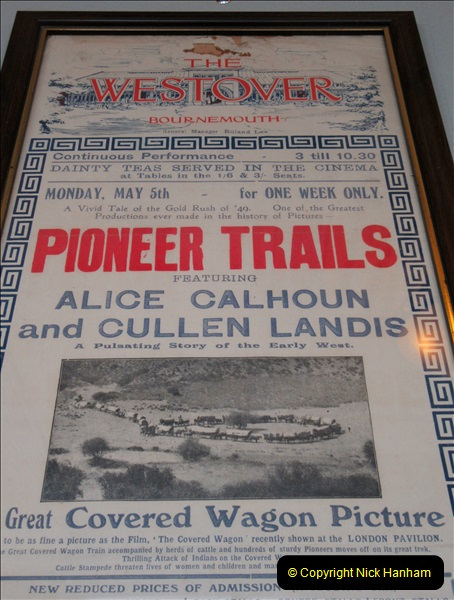 THE
WESTOVER
BOURNEMOUTH
Manager Roland Lee
Continuous Performance - 3 till 10.30
DAINTY TEAS SERVED IN THE CINEMA
at Tables in the 1/6 & 3/- Seats.
MONDAY, MAY 5th for ONE WEEK ONLY.
A Vivid Tale of the Gold Rush of '49. One of the Greatest
Productions ever made in the history of Pictures —
PIONEER TRAILS
FEATURING
ALICE CALHOUN
and CULLEN LANDIS
A Pulsating Story of the Early West.
Great Covered Wagon Picture
to be as fine a picture as the Film, 'The Covered Wagon' recently shown at the LONDON PAVILION.
Great Covered Wagon Train accompanied by herds of cattle and hundreds of sturdy Pioneers moves off on its great trek.
Thrilling Attack of Indians on the Covered
Cattle Stampede threatens lives of women and children and
NEW REDUCED PRICES OF ADMISSION
© Copyright Nick Hanham